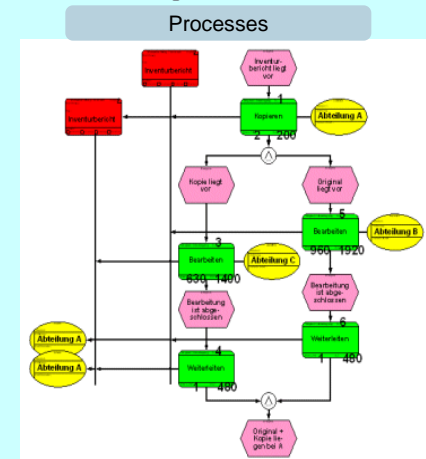 Processes
Inventurbericht
Inventur-
bericht liegt
vor
Inventurbericht
1
Kopieren
2 200
Abteilung A
Kopie liegt
vor
Original
liegt vor
5
Bearbeiten
960 1920
Abteilung B
3
Bearbeiten
630 1400
Abteilung C
Bearbeitung
ist abge-
schlossen
Bearbeitung
ist abge-
schlossen
Abteilung A
6
Weiterleiten
1 480
Abteilung A
4
Weiterleiten
1 480
Original +
Kopie lie-
gen bei A